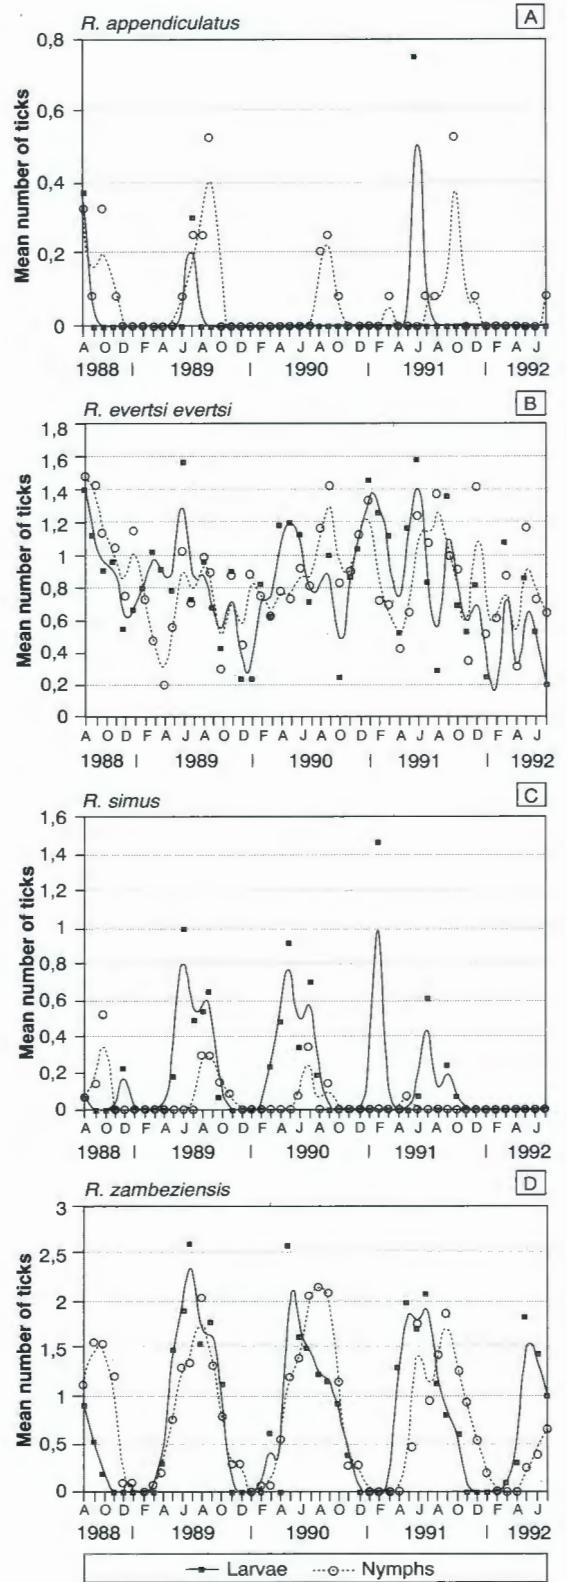 R. appendiculatus
A
Mean number of ticks
0,8
0,6
0,4
0,2
0
A O D F A J A O D F A J A O D F A J A O D F A J
1988 | 1989 | 1990 | 1991 | 1992
R. evertsi evertsi
B
Mean number of ticks
1,8
1,6
1,4
1,2
1
0,8
0,6
0,4
0,2
0
A O D F A J A O D F A J A O D F A J A O D F A J
1988 | 1989 | 1990 | 1991 | 1992
R. simus
C
Mean number of ticks
1,6
1,4
1,2
1
0,8
0,6
0,4
0,2
0
A O D F A J A O D F A J A O D F A J A O D F A J
1988 | 1989 | 1990 | 1991 | 1992
R. zambeziensis
D
Mean number of ticks
3
2,5
2
1,5
1
0,5
0
A O D F A J A O D F A J A O D F A J A O D F A J
1988 | 1989 | 1990 | 1991 | 1992
Larvae Nymphs